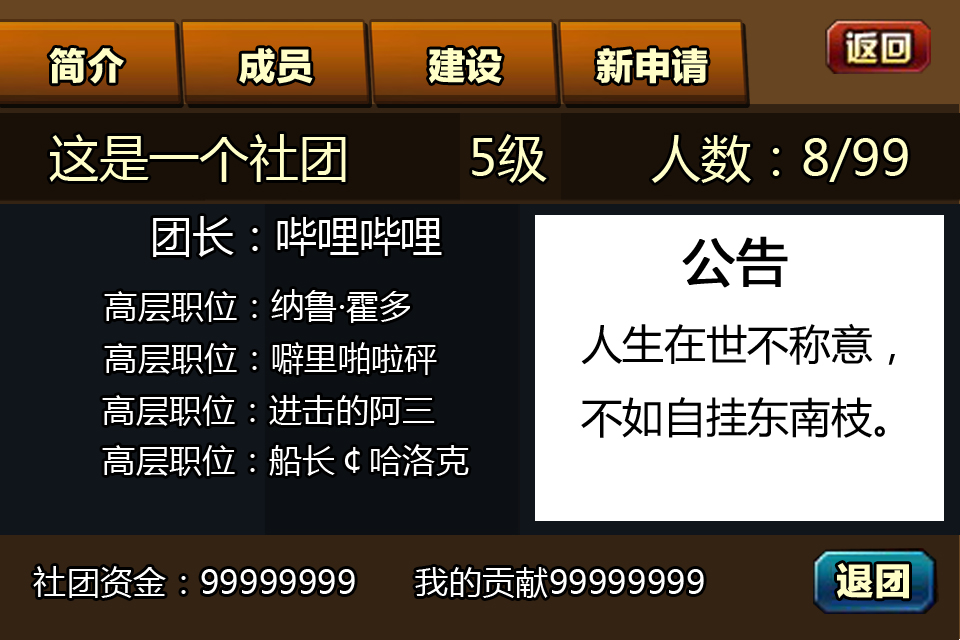 简介 成员 建设 新申请 返回
这是一个社团 5级 人数：8/99
团长：哔哩哔哩
高层职位：纳鲁·霍多
高层职位：噼里啪啦砰
高层职位：进击的阿三
高层职位：船长￠哈洛克
公告
人生在世不称意，
不如自挂东南枝。
社团资金：99999999 我的贡献99999999 退团